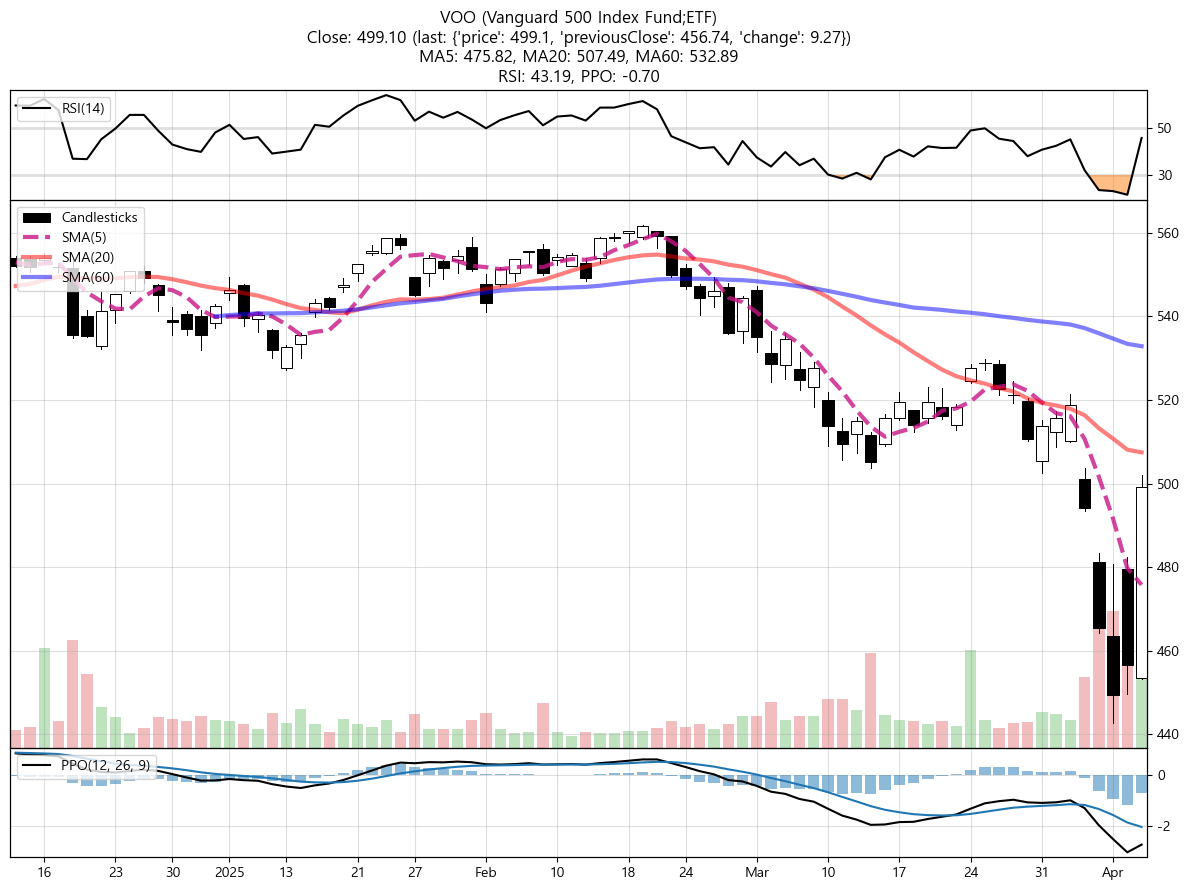 VOO (Vanguard 500 Index Fund;ETF)
Close: 499.10 (last: {'price': 499.1, 'previousClose': 456.74, 'change': 9.27})
MA5: 475.82, MA20: 507.49, MA60: 532.89
RSI: 43.19, PPO: -0.70
RSI(14)
50
30
Candlesticks
SMA(5)
SMA(20)
SMA(60)
560
540
520
500
480
460
440
PPO(12, 26, 9)
0
-2
16 23 30 2025 13 21 27 Feb 10 18 24 Mar 10 17 24 31 Apr